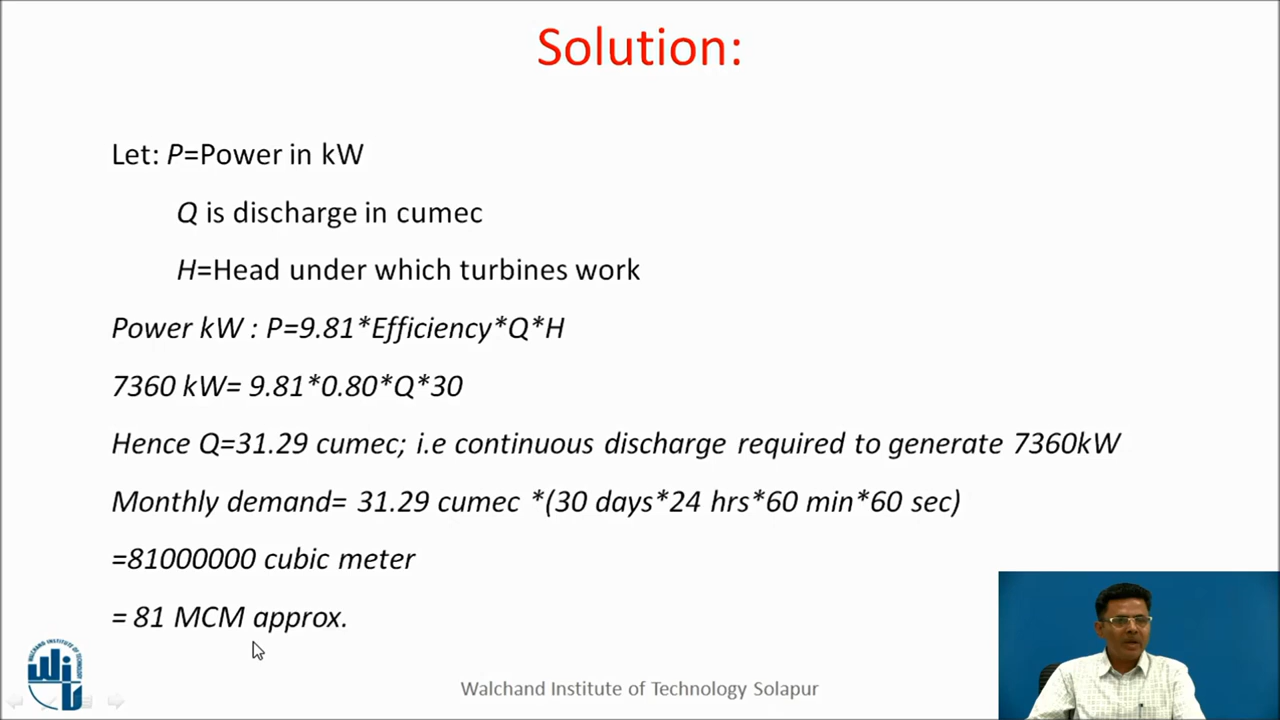 Solution:
Let: P=Power in kW
Q is discharge in cumec
H=Head under which turbines work
Power kW : P=9.81*Efficiency*Q*H
7360 kW= 9.81*0.80*Q*30
Hence Q=31.29 cumec; i.e continuous discharge required to generate 7360kW
Monthly demand= 31.29 cumec *(30 days*24 hrs*60 min*60 sec)
=81000000 cubic meter
= 81 MCM approx.
Walchand Institute of Technology Solapur